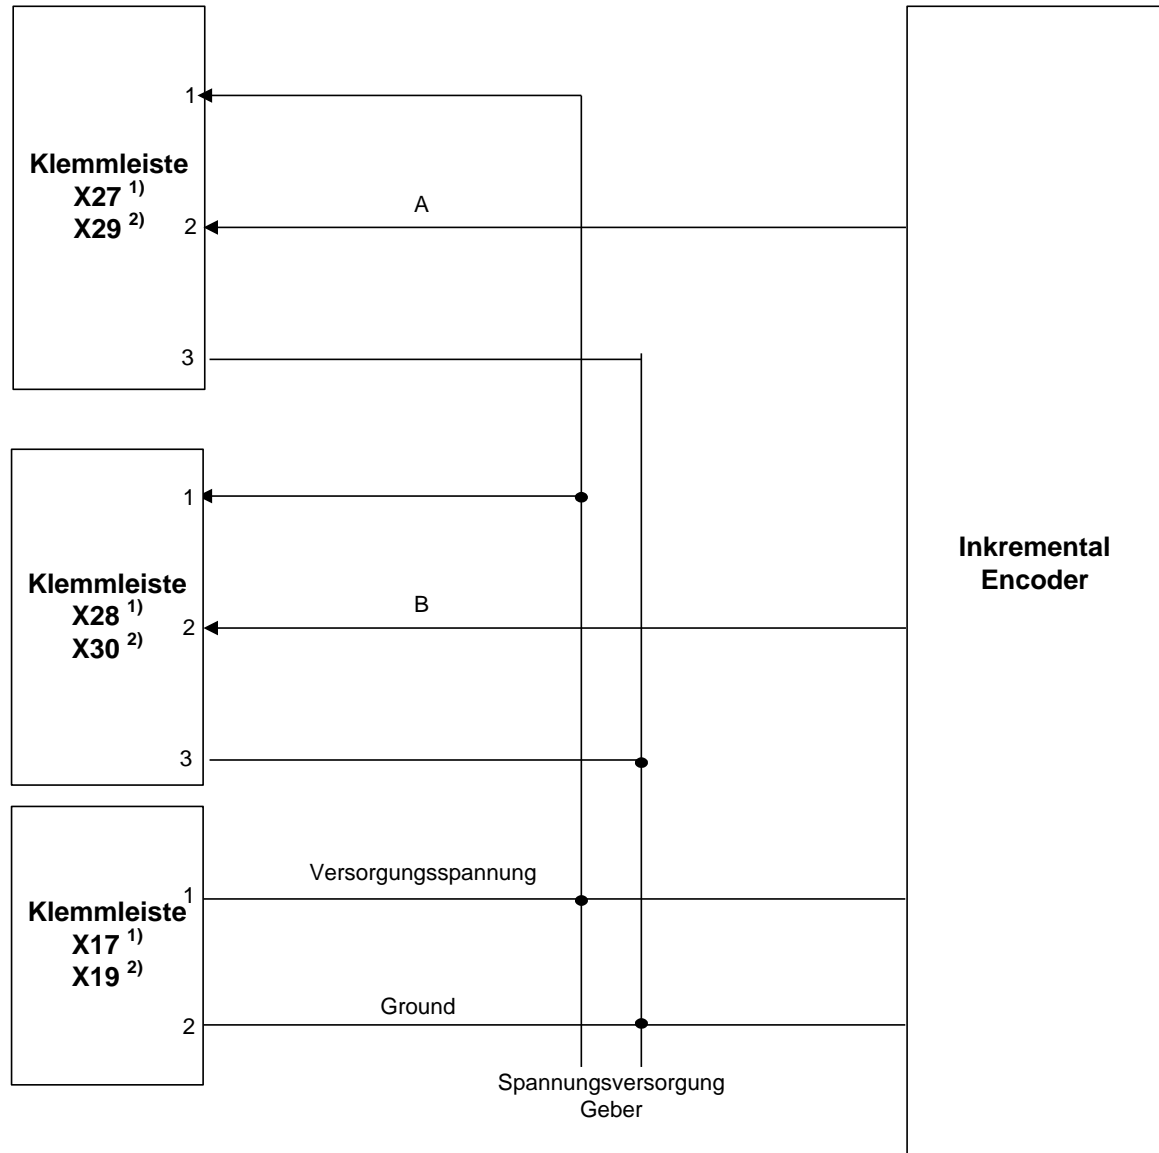 1
Klemmleiste
X27 1)
X29 2)
2
A
3
1
Klemmleiste
X28 1)
X30 2)
2
B
3
Inkremental
Encoder
1
Versorgungsspannung
Klemmleiste
X17 1)
X19 2)
2
Ground
Spannungsversorgung
Geber